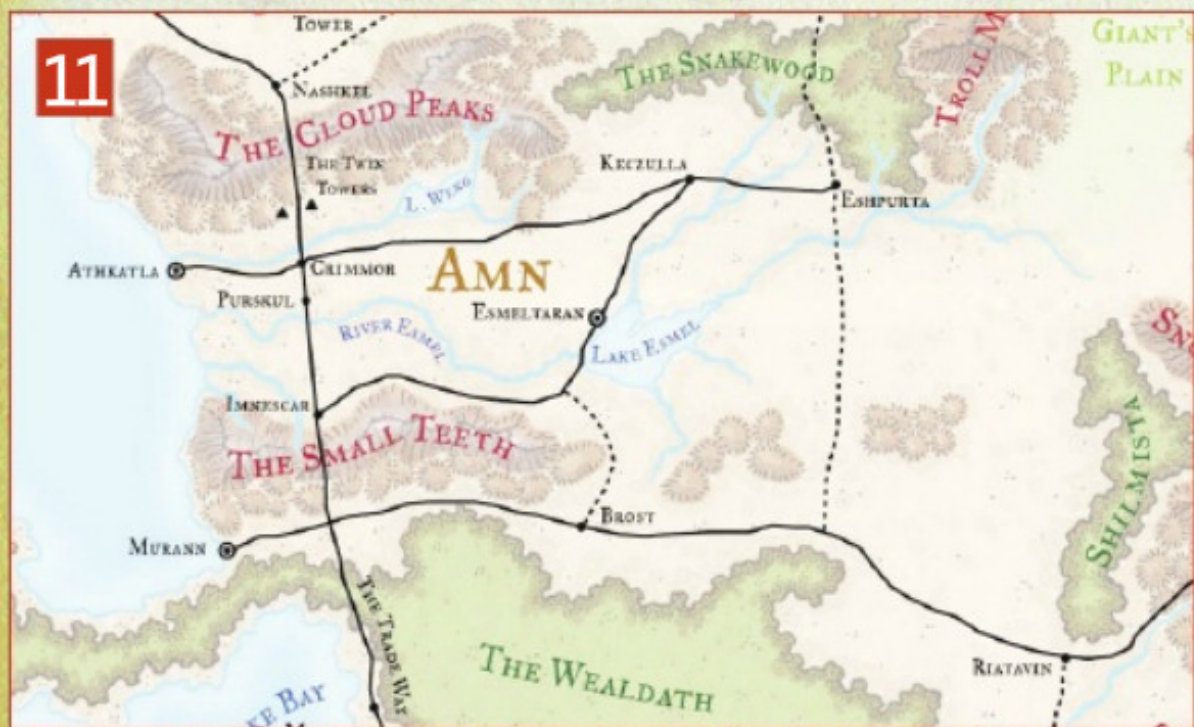 11
TOWER
NASHKEL
THE CLOUD PEAKS
THE TWIN
TOWERS
L. WENG
THE SNAKEWOOD
TROLL M
GIANT'S
PLAIN
KECZULLA
ESHPURTA
ATHKATLA
CRIMMOR
AMN
PURSKUL
ESMELTARAN
RIVER ESMEL
LAKE ESMEL
IMNESCAR
THE SMALL TEETH
SNO
SHILMISTA
BROST
MURANN
THE TRADE WAY
THE WEALDATH
RIATAVIN
KE BAY